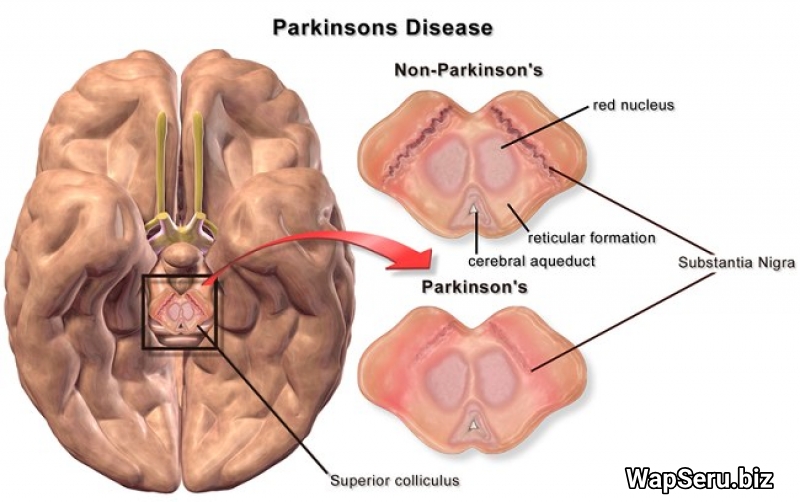 Parkinsons Disease
Non-Parkinson's
red nucleus
reticular formation
cerebral aqueduct
Substantia Nigra
Parkinson's
Superior colliculus
WapSeru.biz